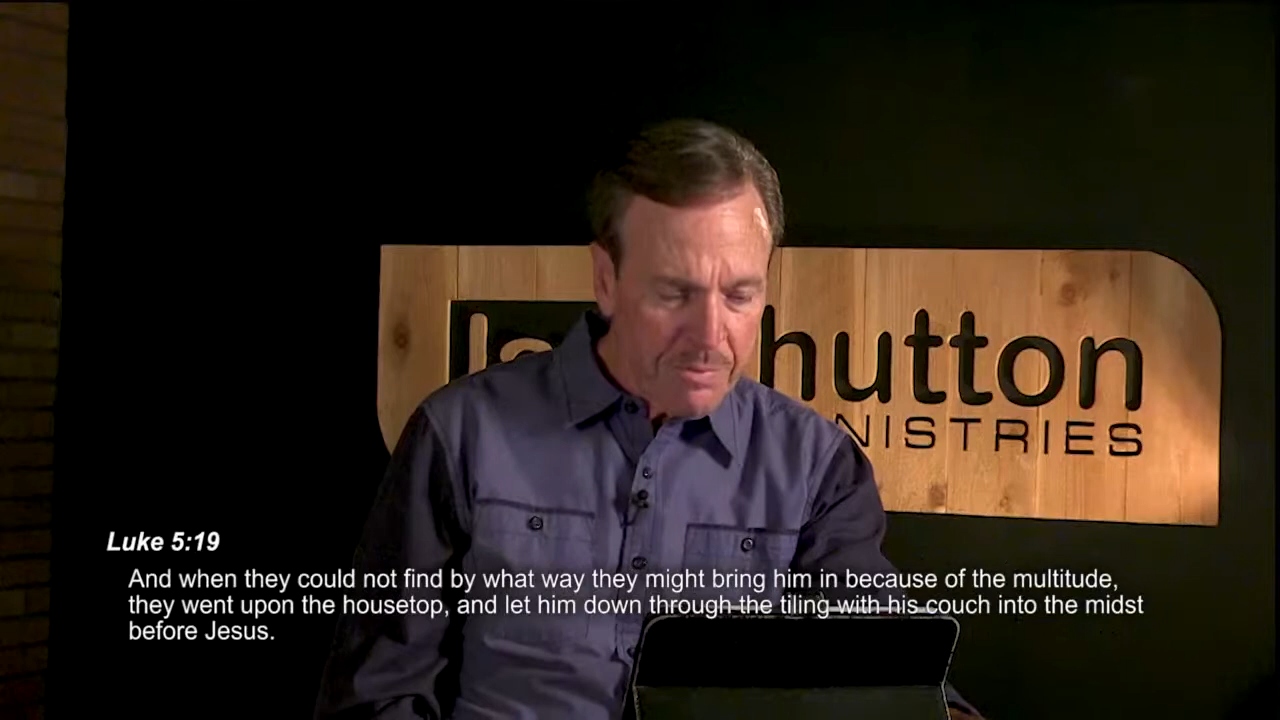 hutton
NISTRIES
Luke 5:19
And when they could not find by what way they might bring him in because of the multitude,
they went upon the housetop, and let him down through the tiling with his couch into the midst
before Jesus.